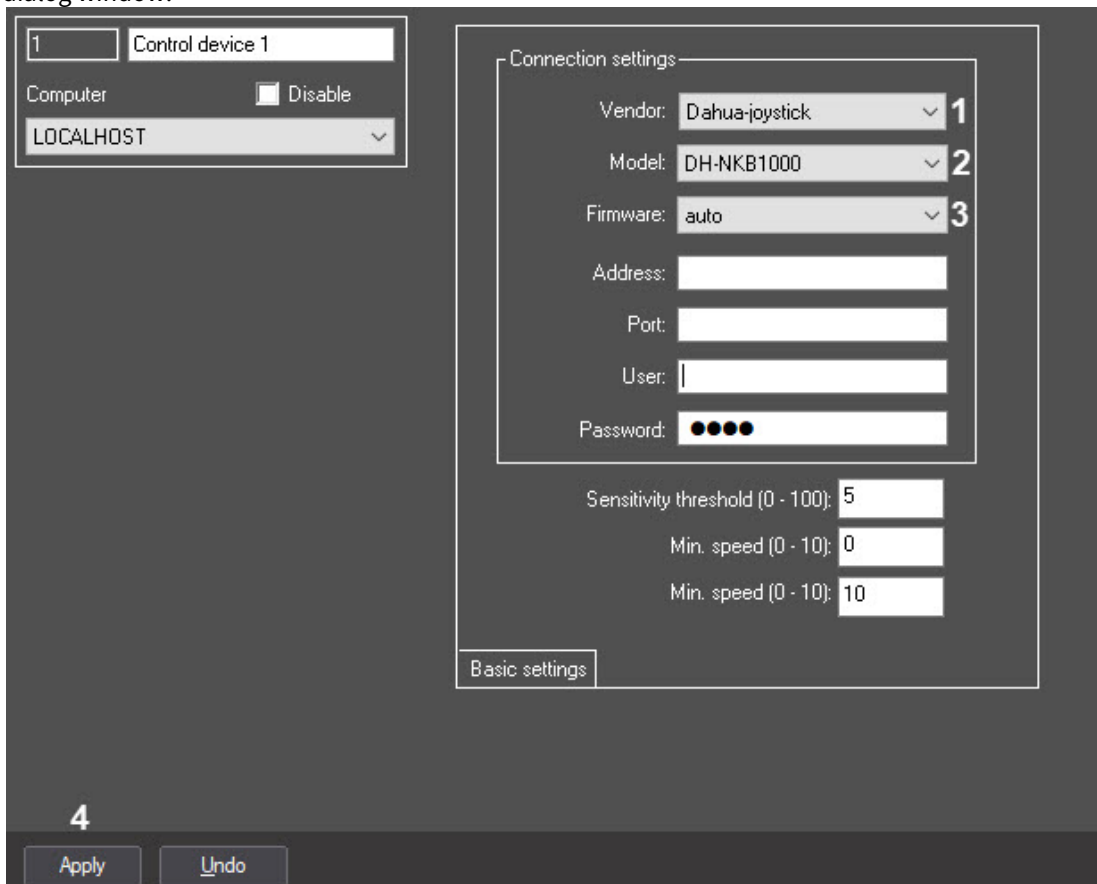 dialog window.
1 Control device 1
Computer Disable
LOCALHOST
Connection settings
Vendor: Dahua-joystick 1
Model: DH-NKB1000 2
Firmware: auto 3
Address:
Port:
User:
Password: ●●●●
Sensitivity threshold (0 - 100): 5
Min. speed (0 - 10): 0
Min. speed (0 - 10): 10
Basic settings
4
Apply Undo